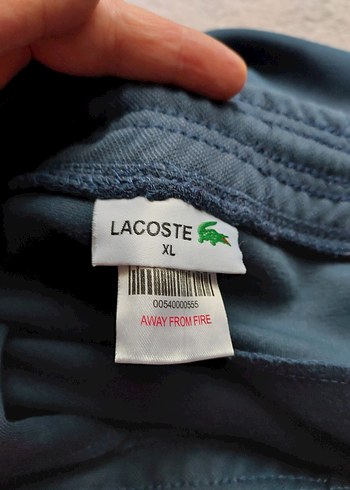 LACOSTE
XL
00540000555
AWAY FROM FIRE